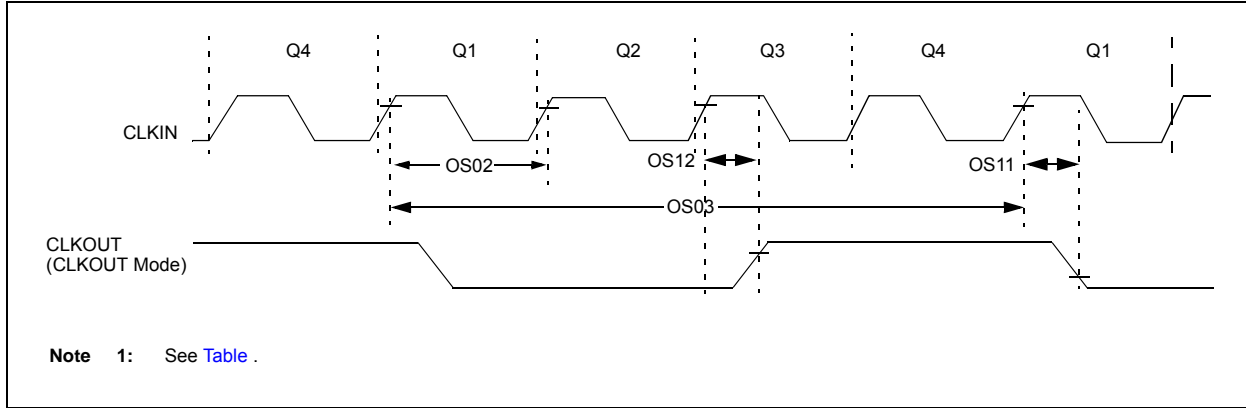 Q4 Q1 Q2 Q3 Q4 Q1
CLKIN
OS02
OS12
OS11
OS03
CLKOUT
(CLKOUT Mode)
Note 1: See Table .